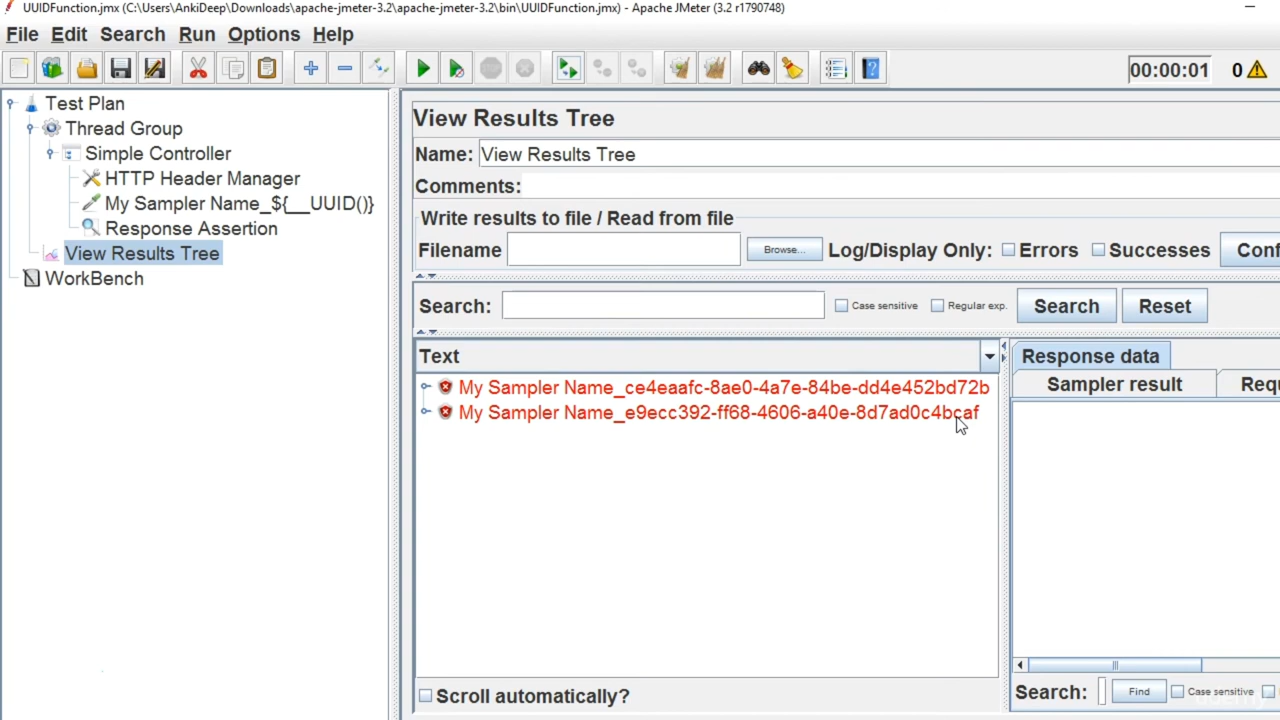 UUIDFunction.jmx (C:\Users\AnkiDeep\Downloads\apache-jmeter-3.2\apache-jmeter-3.2\bin\UUIDFunction.jmx) - Apache JMeter (3.2 r1790748)
File Edit Search Run Options Help
00:00:01 0
Test Plan
Thread Group
Simple Controller
HTTP Header Manager
My Sampler Name_${__UUID()}
Response Assertion
View Results Tree
WorkBench
View Results Tree
Name: View Results Tree
Comments:
Write results to file / Read from file
Filename Browse... Log/Display Only: Errors Successes Conf
Search: Case sensitive Regular exp. Search Reset
Text
My Sampler Name_ce4eaafc-8ae0-4a7e-84be-dd4e452bd72b
My Sampler Name_e9ecc392-ff68-4606-a40e-8d7ad0c4bcaf
Scroll automatically?
Response data
Sampler result Requ
Search: Find Case sensitive